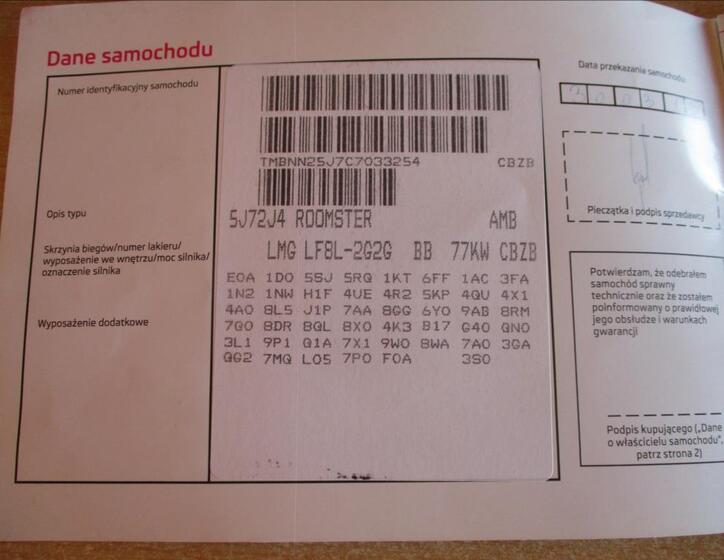 Dane samochodu
Numer identyfikacyjny samochodu
TMBNN25J7C7033254 CBZB
Opis typu
5J72J4 ROOMSTER AMB
Skrzynia biegów/numer lakieru/
wyposażenie we wnętrzu/moc silnika/
oznaczenie silnika
LMG LF8L-2G2G BB 77KW CBZB
Wyposażenie dodatkowe
E0A 1D0 5SJ 5RQ 1KT 6FF 1AC 3FA
1N2 1NW H1F 4UE 4R2 5KP 4QU 4X1
4A0 8L5 J1P 7AA 8GG 6Y0 9AB 8RM
7G0 8DR 8QL 8X0 4K3 B17 G40 QN0
3L1 9P1 Q1A 7X1 9W0 8WA 7A0 3GA
QG2 7MQ L05 7P0 F0A 3S0
Data przekazania samochodu
Pieczątka i podpis sprzedawcy
Potwierdzam, że odebrałem
samochód sprawny
technicznie oraz że zostałem
poinformowany o prawidłowej
jego obsłudze i warunkach
gwarancji
Podpis kupującego („Dane
o właścicielu samochodu",
patrz strona 2)